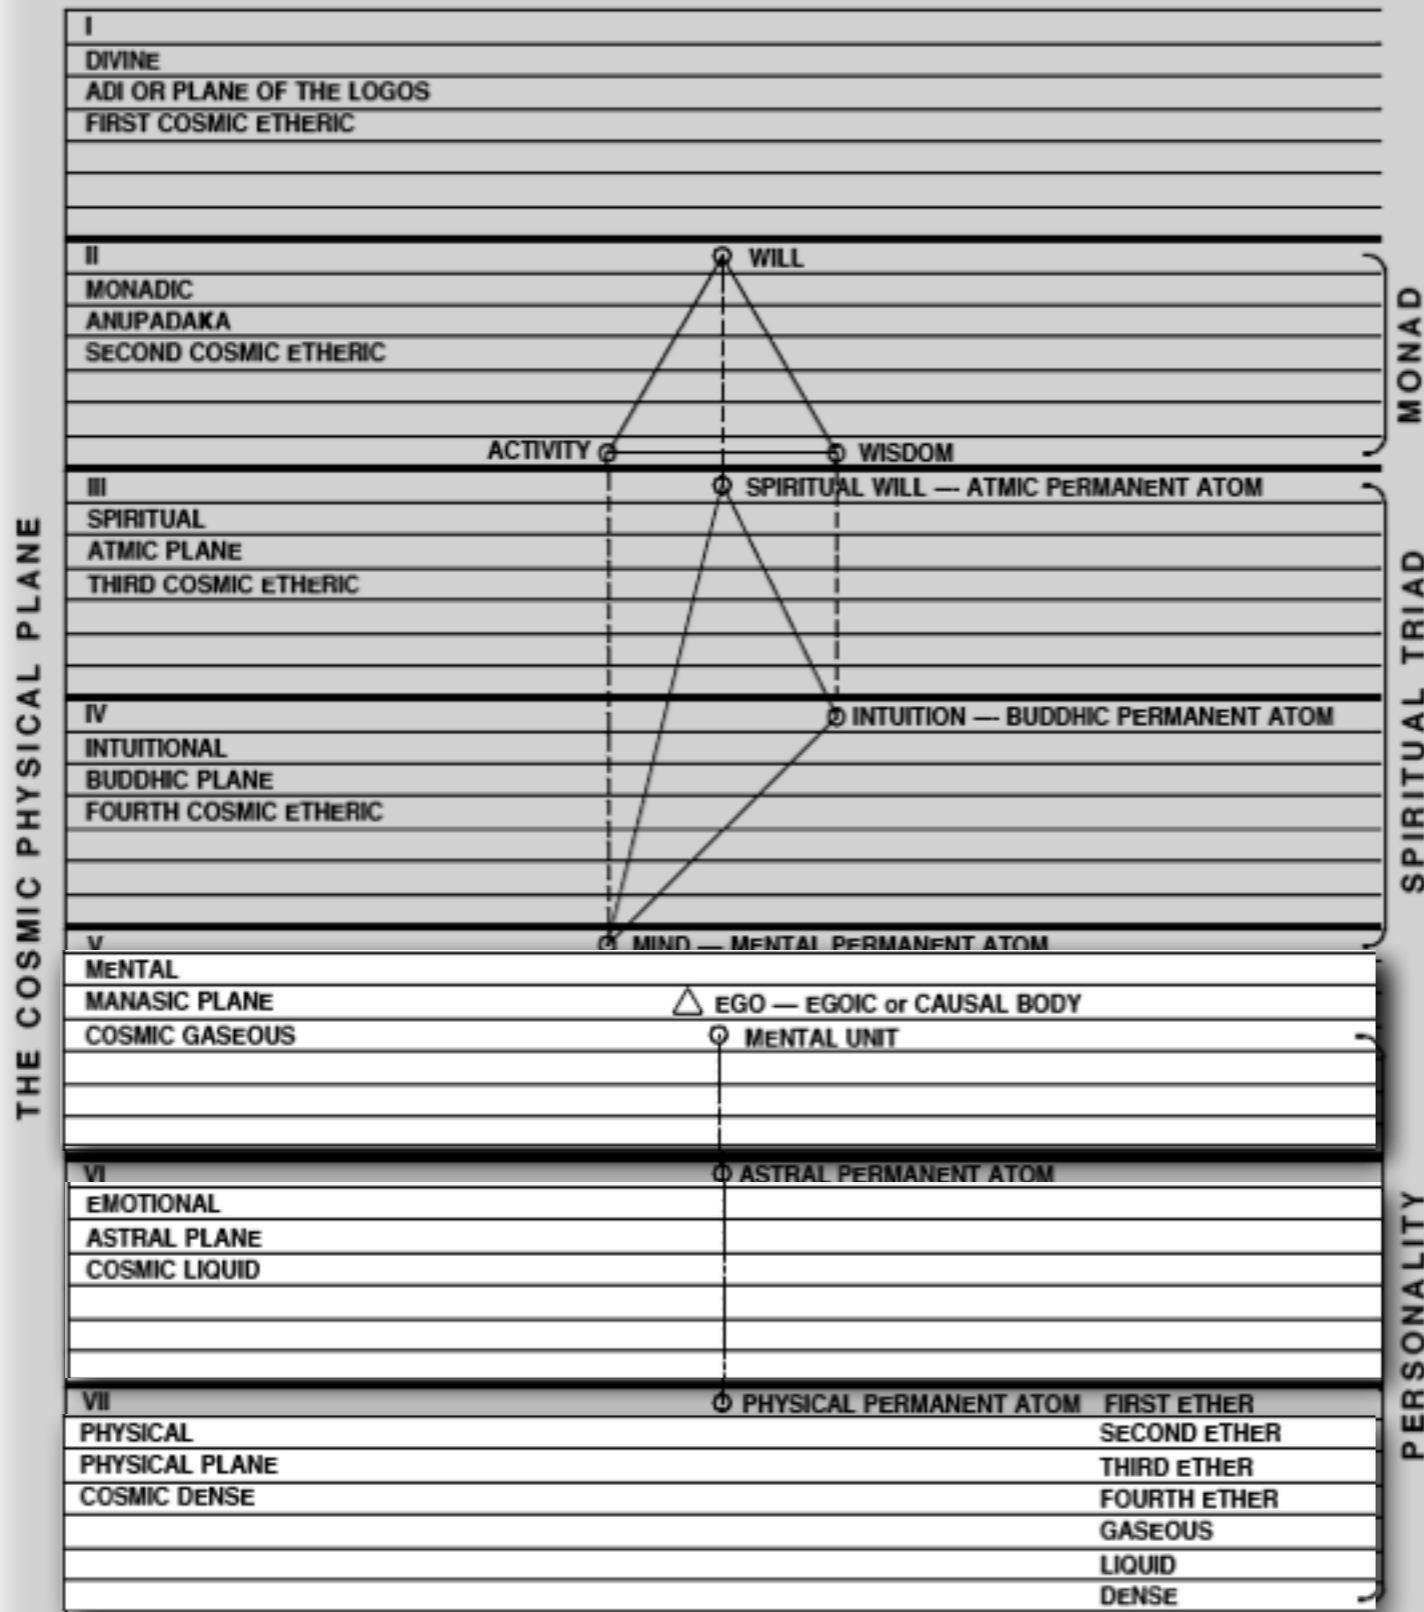 THE COSMIC PHYSICAL PLANE
I
DIVINE
ADI OR PLANE OF THE LOGOS
FIRST COSMIC ETHERIC
II
WILL
MONADIC
ANUPADAKA
SECOND COSMIC ETHERIC
ACTIVITY
WISDOM
MONAD
III
SPIRITUAL WILL — ATMIC PERMANENT ATOM
SPIRITUAL
ATMIC PLANE
THIRD COSMIC ETHERIC
IV
INTUITION — BUDDHIC PERMANENT ATOM
INTUITIONAL
BUDDHIC PLANE
FOURTH COSMIC ETHERIC
SPIRITUAL TRIAD
V
MIND — MENTAL PERMANENT ATOM
MENTAL
MANASIC PLANE
EGO — EGOIC or CAUSAL BODY
COSMIC GASEOUS
MENTAL UNIT
VI
ASTRAL PERMANENT ATOM
EMOTIONAL
ASTRAL PLANE
COSMIC LIQUID
PERSONALITY
VII
PHYSICAL PERMANENT ATOM
FIRST ETHER
PHYSICAL
SECOND ETHER
PHYSICAL PLANE
THIRD ETHER
COSMIC DENSE
FOURTH ETHER
GASEOUS
LIQUID
DENSE